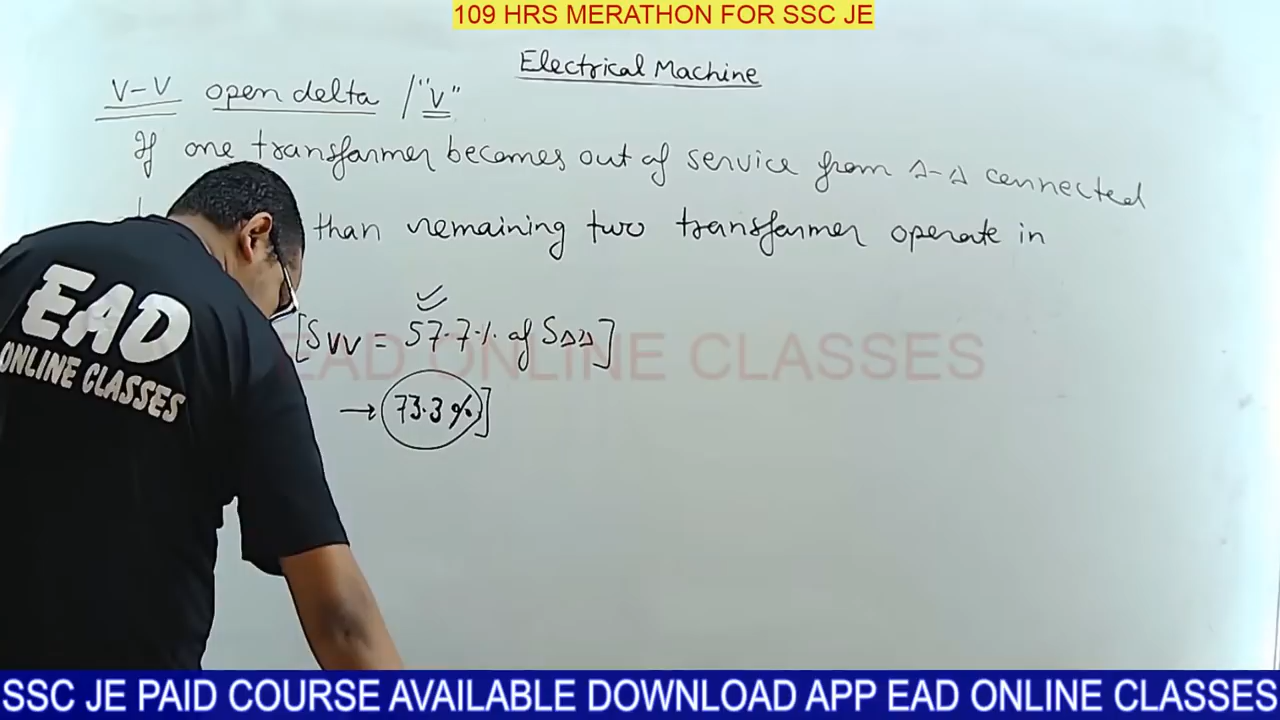 109 HRS MERATHON FOR SSC JE
Electrical Machine
V-V open delta / "V"
If one transfarmer becomes out of service from Δ-Δ connected
than remaining two transfarmer operate in
[SVV = 57.7% of SΔΔ]
→ 73.3%]
EAD ONLINE CLASSES
EAD
ONLINE CLASSES
SSC JE PAID COURSE AVAILABLE DOWNLOAD APP EAD ONLINE CLASSES